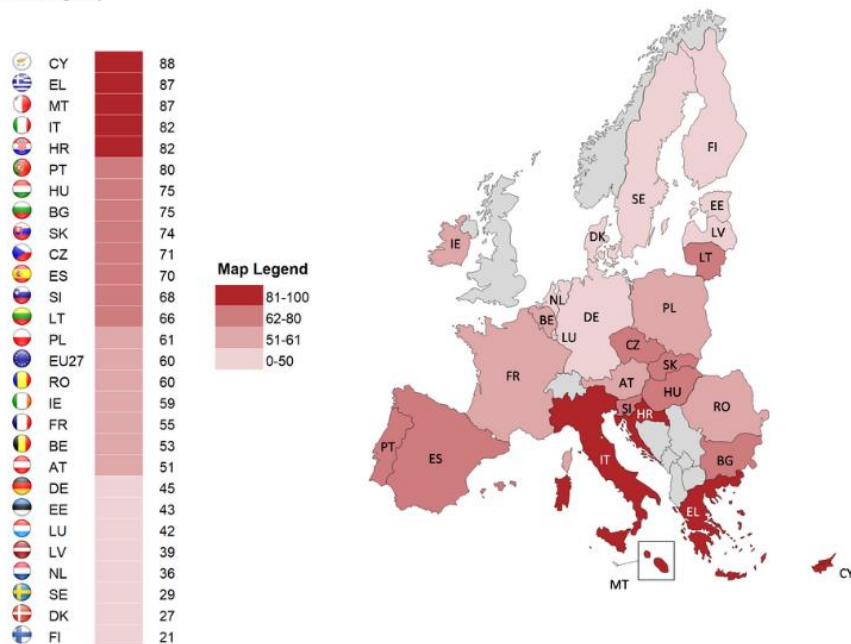 CY 88
EL 87
MT 87
IT 82
HR 82
PT 80
HU 75
BG 75
SK 74
CZ 71
ES 70
SI 68
LT 66
PL 61
EU27 60
RO 60
IE 59
FR 55
BE 53
AT 51
DE 45
EE 43
LU 42
LV 39
NL 36
SE 29
DK 27
FI 21
Map Legend
81-100
62-80
51-61
0-50
FI
SE
EE
LV
DK
LT
IE
NL
PL
BE
DE
LU
CZ
SK
FR
AT
HU
SI
HR
RO
PT
ES
IT
BG
EL
MT
CY